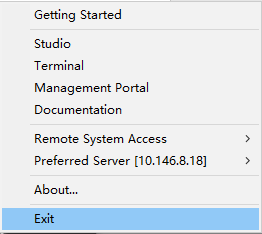 Getting Started
Studio
Terminal
Management Portal
Documentation
Remote System Access
Preferred Server [10.146.8.18]
About...
Exit